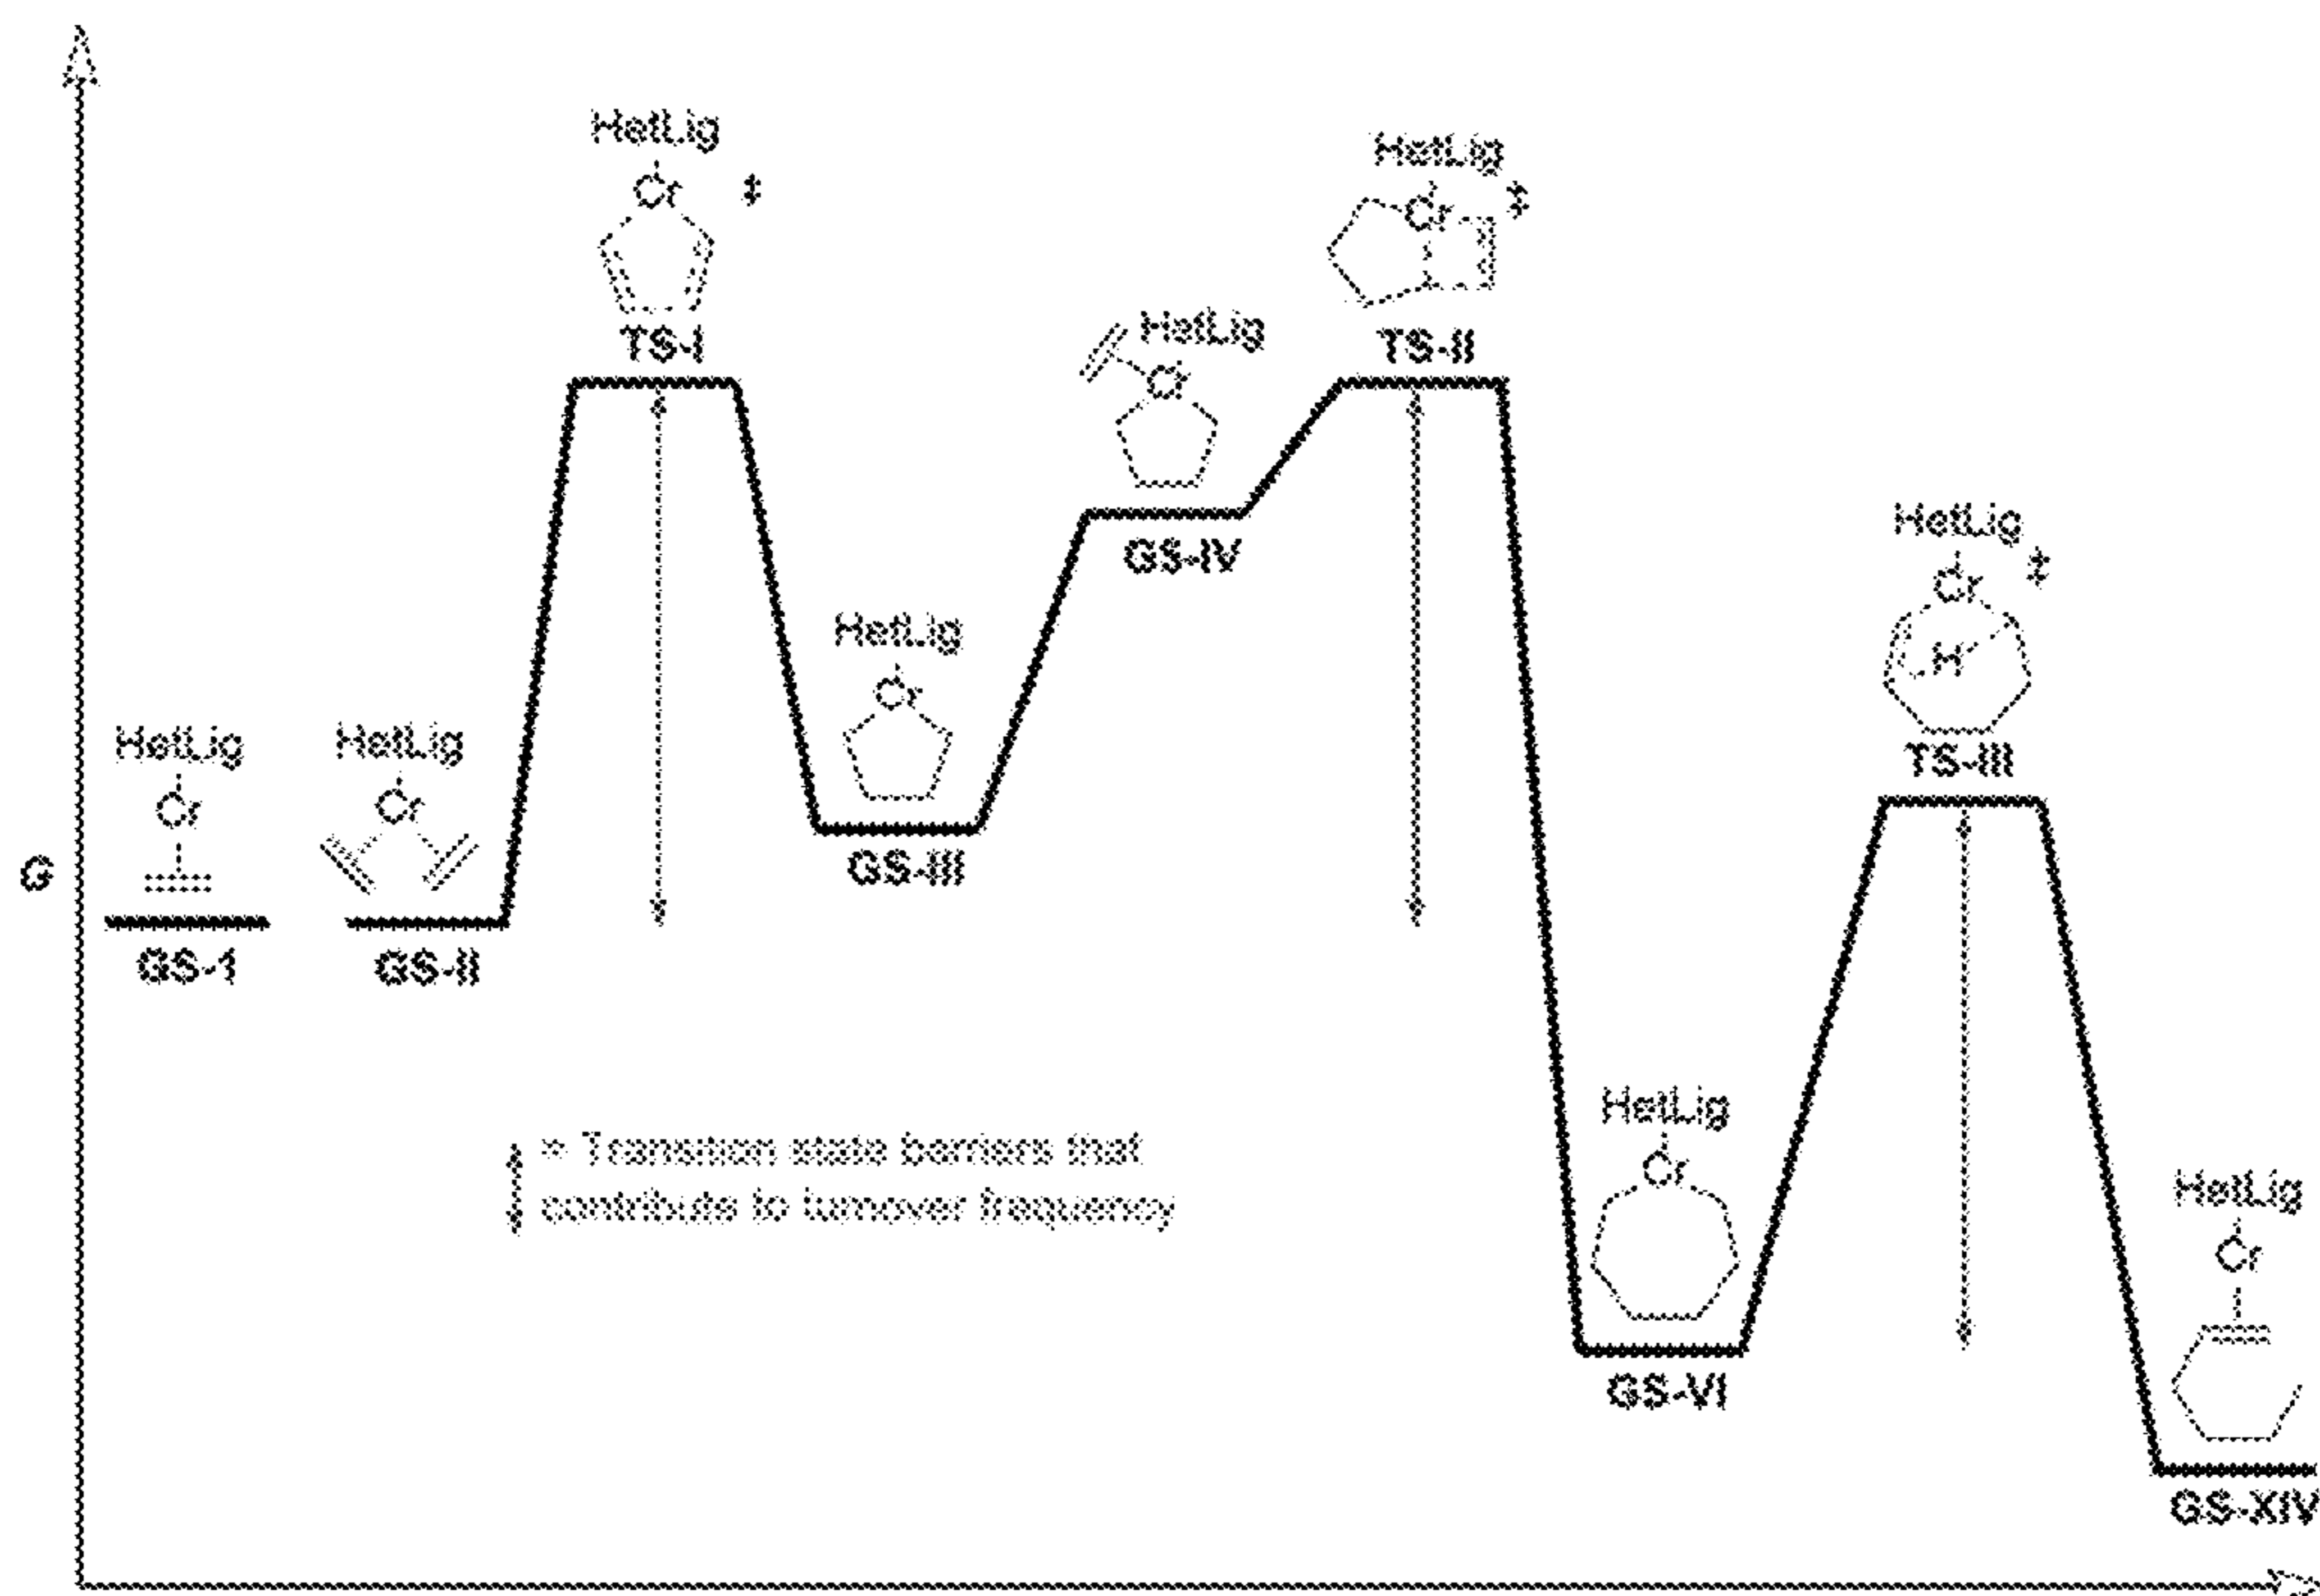 HetLig
Cr
‡
TS-I
HetLig
Cr
‡
TS-II
HetLig
Cr
GS-IV
HetLig
Cr
H
‡
TS-III
HetLig
Cr
GS-III
HetLig
Cr
GS-1
HetLig
Cr
GS-II
G
HetLig
Cr
GS-VI
= Transition state barriers that
contribute to turnover frequency
HetLig
Cr
GS-XIV